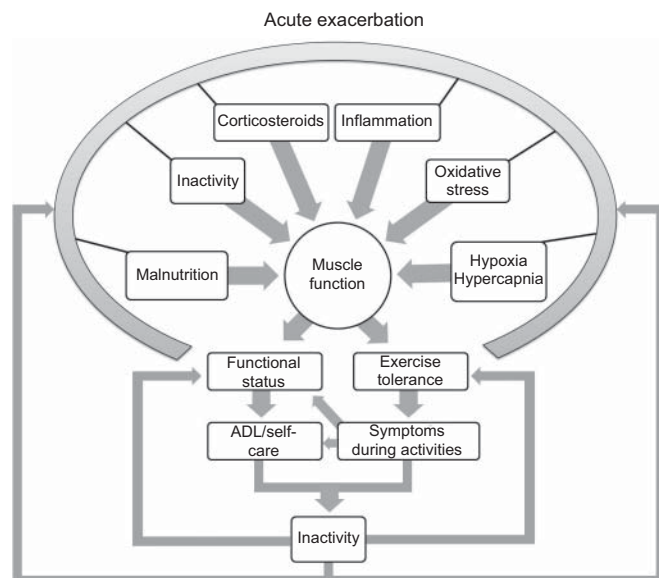 Acute exacerbation
Corticosteroids
Inflammation
Inactivity
Oxidative
stress
Malnutrition
Muscle
function
Hypoxia
Hypercapnia
Functional
status
Exercise
tolerance
ADL/self-
care
Symptoms
during activities
Inactivity